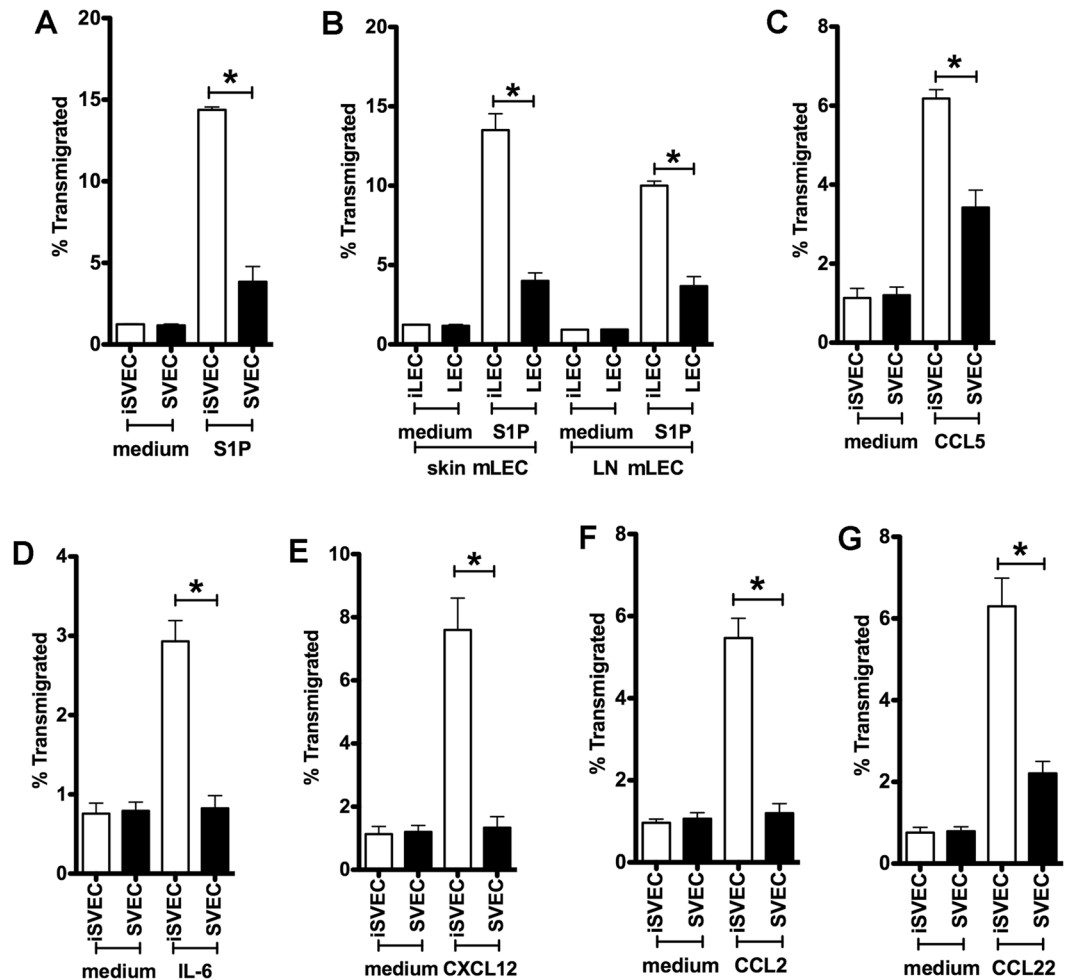 A
% Transmigrated
20
15
10
5
0
*
iSVEC SVEC iSVEC SVEC
medium S1P
B
% Transmigrated
20
15
10
5
0
* *
iLEC LEC iLEC LEC iLEC LEC iLEC LEC
medium S1P medium S1P
skin mLEC LN mLEC
C
% Transmigrated
8
6
4
2
0
*
iSVEC SVEC iSVEC SVEC
medium CCL5
D
% Transmigrated
4
3
2
1
0
*
iSVEC SVEC iSVEC SVEC
medium IL-6
E
% Transmigrated
10
8
6
4
2
0
*
iSVEC SVEC iSVEC SVEC
medium CXCL12
F
% Transmigrated
8
6
4
2
0
*
iSVEC SVEC iSVEC SVEC
medium CCL2
G
% Transmigrated
8
6
4
2
0
*
iSVEC SVEC iSVEC SVEC
medium CCL22